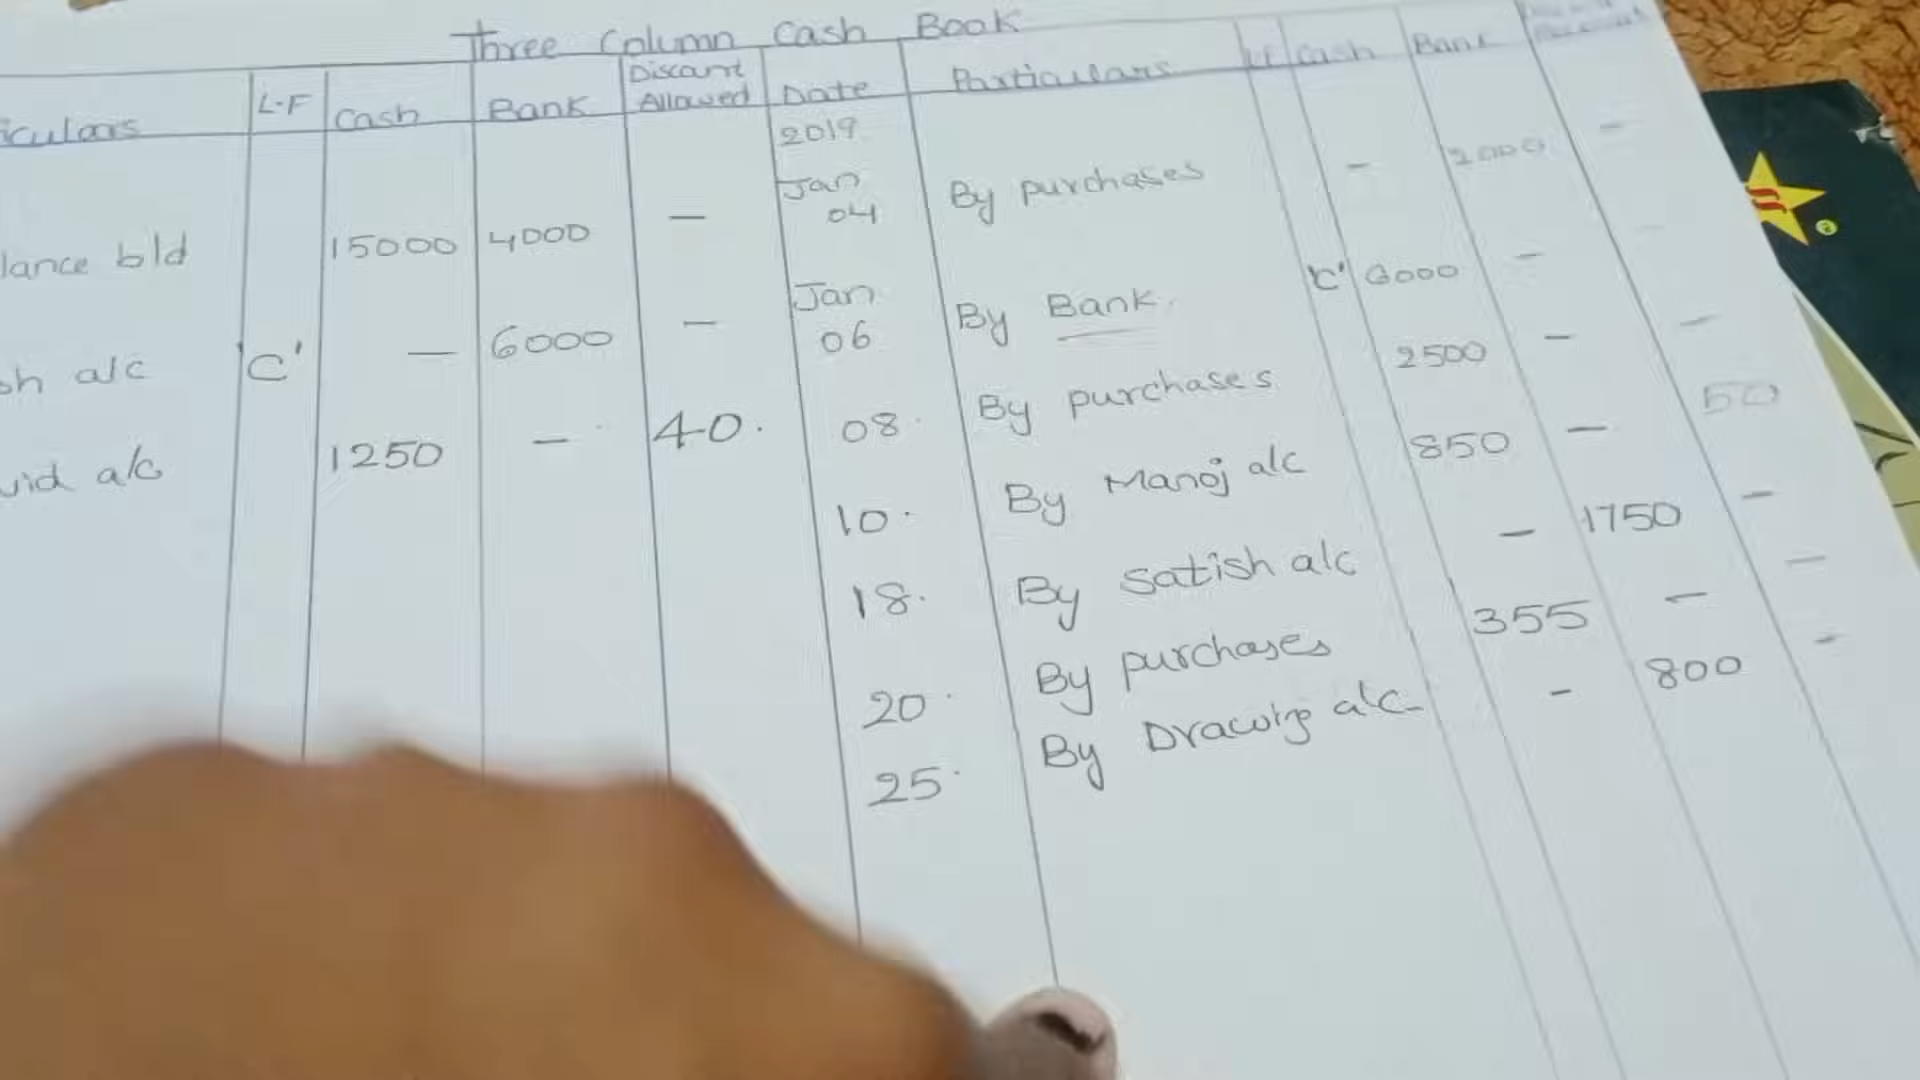 Three Column Cash Book
iculars L.F Cash Bank Discount Allowed Date Particulars L.F Cash Bank
2019
lance b/d 15000 4000 — Jan 04 By purchases — 2000 —
sh a/c 'C' — 6000 — Jan 06 By Bank. 'C' 6000 — —
vid a/c 1250 — 40. 08. By purchases 2500 — —
10. By Manoj a/c 850 — 50
18. By Satish a/c — 1750 —
20. By purchases 355 — —
25. By Drawing a/c — 800 —